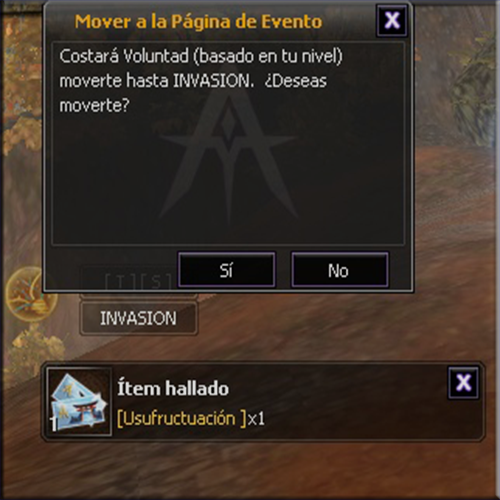 Mover a la Página de Evento
X
Costará Voluntad (basado en tu nivel)
moverte hasta INVASION. ¿Deseas
moverte?
Sí
No
[T][S]
INVASION
Ítem hallado
X
1
[Usufructuación ]x1